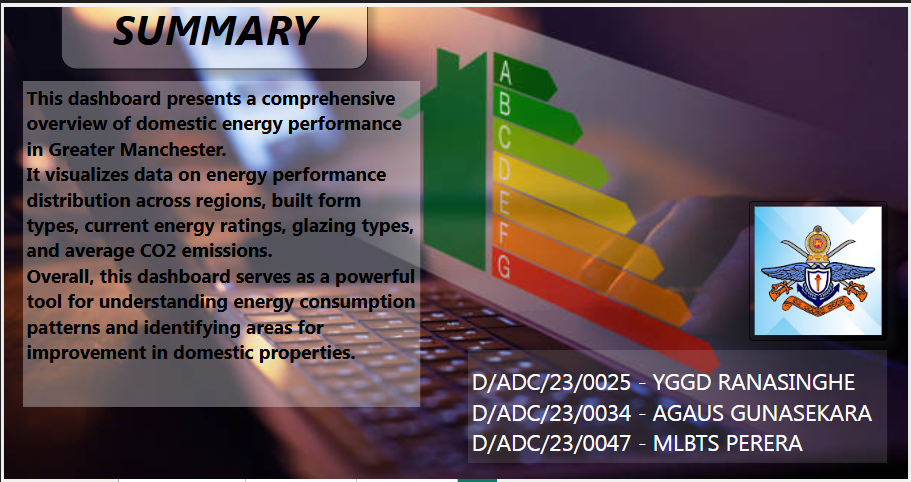 SUMMARY
This dashboard presents a comprehensive
overview of domestic energy performance
in Greater Manchester.
It visualizes data on energy performance
distribution across regions, built form
types, current energy ratings, glazing types,
and average CO2 emissions.
Overall, this dashboard serves as a powerful
tool for understanding energy consumption
patterns and identifying areas for
improvement in domestic properties.
A
B
C
D
E
F
G
D/ADC/23/0025 - YGGD RANASINGHE
D/ADC/23/0034 - AGAUS GUNASEKARA
D/ADC/23/0047 - MLBTS PERERA